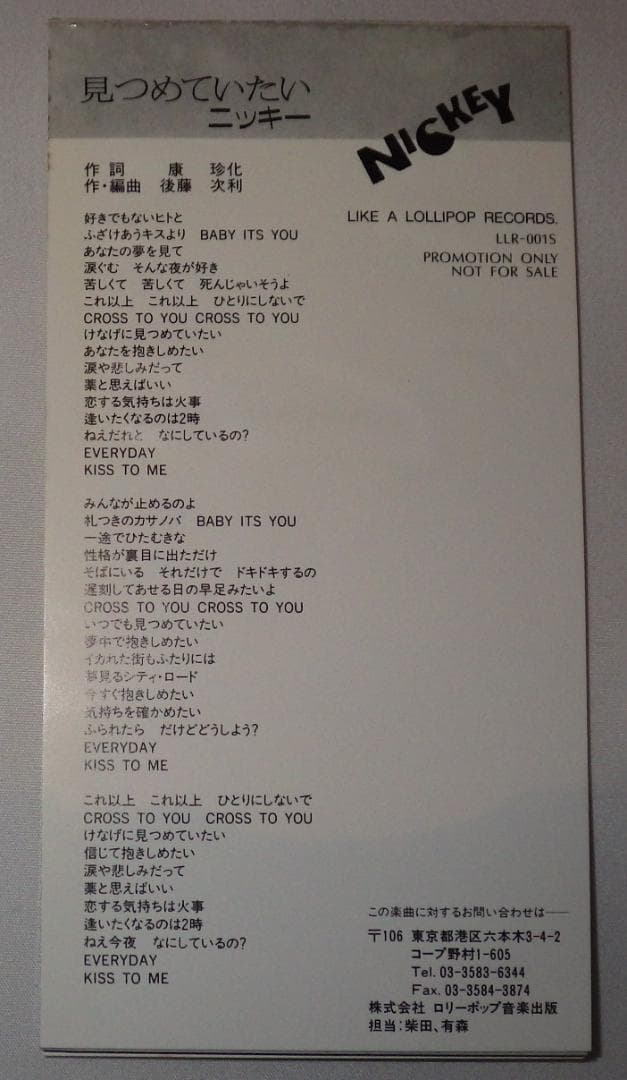 見つめていたい
ニッキー
NICKEY
作詞 康 珍化
作・編曲 後藤 次利
LIKE A LOLLIPOP RECORDS.
LLR-001S
PROMOTION ONLY
NOT FOR SALE
好きでもないヒトと
ふざけあうキスより BABY ITS YOU
あなたの夢を見て
涙ぐむ そんな夜が好き
苦しくて 苦しくて 死んじゃいそうよ
これ以上 これ以上 ひとりにしないで
CROSS TO YOU CROSS TO YOU
けなげに見つめていたい
あなたを抱きしめたい
涙や悲しみだって
薬と思えばいい
恋する気持ちは火事
逢いたくなるのは2時
ねえだれと なにしているの?
EVERYDAY
KISS TO ME
みんなが止めるのよ
札つきのカサノバ BABY ITS YOU
一途でひたむきな
性格が裏目に出ただけ
そばにいる それだけで ドキドキするの
遅刻してあせる日の早足みたいよ
CROSS TO YOU CROSS TO YOU
いつでも見つめていたい
夢中で抱きしめたい
イカれた街もふたりには
夢見るシティ・ロード
今すぐ抱きしめたい
気持ちを確かめたい
ふられたら だけどどうしよう?
EVERYDAY
KISS TO ME
これ以上 これ以上 ひとりにしないで
CROSS TO YOU CROSS TO YOU
けなげに見つめていたい
信じて抱きしめたい
涙や悲しみだって
薬と思えばいい
恋する気持ちは火事
逢いたくなるのは2時
ねえ今夜 なにしているの?
EVERYDAY
KISS TO ME
この楽曲に対するお問い合わせは──
〒106 東京都港区六本木3-4-2
コープ野村1-605
Tel. 03-3583-6344
Fax. 03-3584-3874
株式会社 ロリーポップ音楽出版
担当:柴田、有森